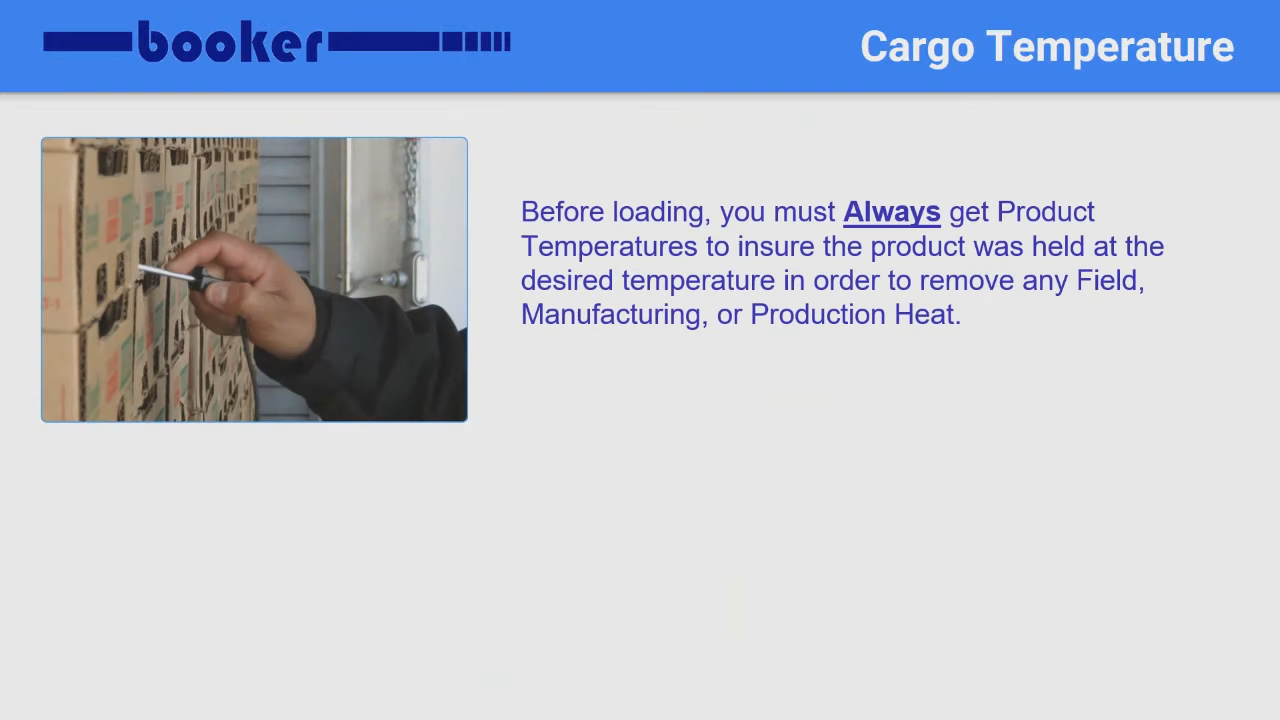 booker
Cargo Temperature
Before loading, you must Always get Product
Temperatures to insure the product was held at the
desired temperature in order to remove any Field,
Manufacturing, or Production Heat.